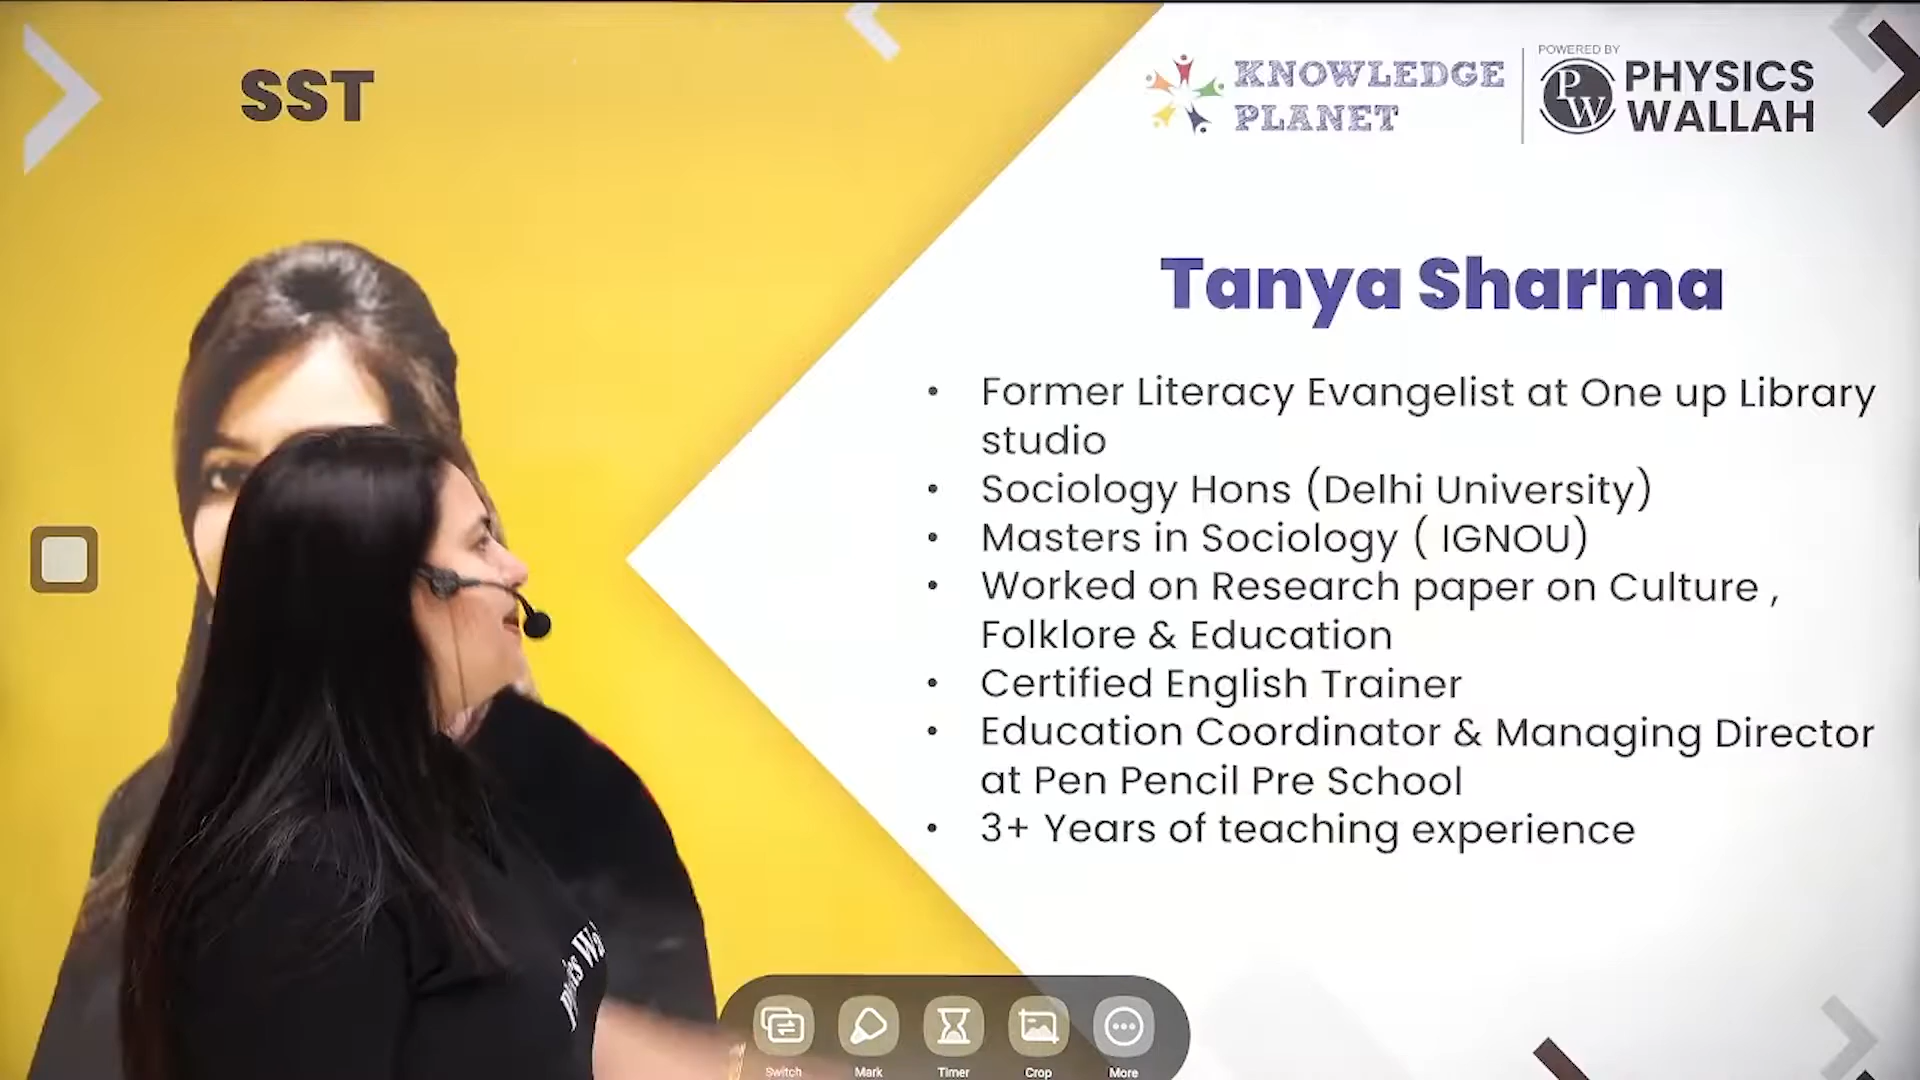 SST
KNOWLEDGE
PLANET
POWERED BY
PW
PHYSICS
WALLAH
Tanya Sharma
• Former Literacy Evangelist at One up Library
studio
• Sociology Hons (Delhi University)
• Masters in Sociology ( IGNOU)
• Worked on Research paper on Culture ,
Folklore & Education
• Certified English Trainer
• Education Coordinator & Managing Director
at Pen Pencil Pre School
• 3+ Years of teaching experience
Switch
Mark
Timer
Crop
More